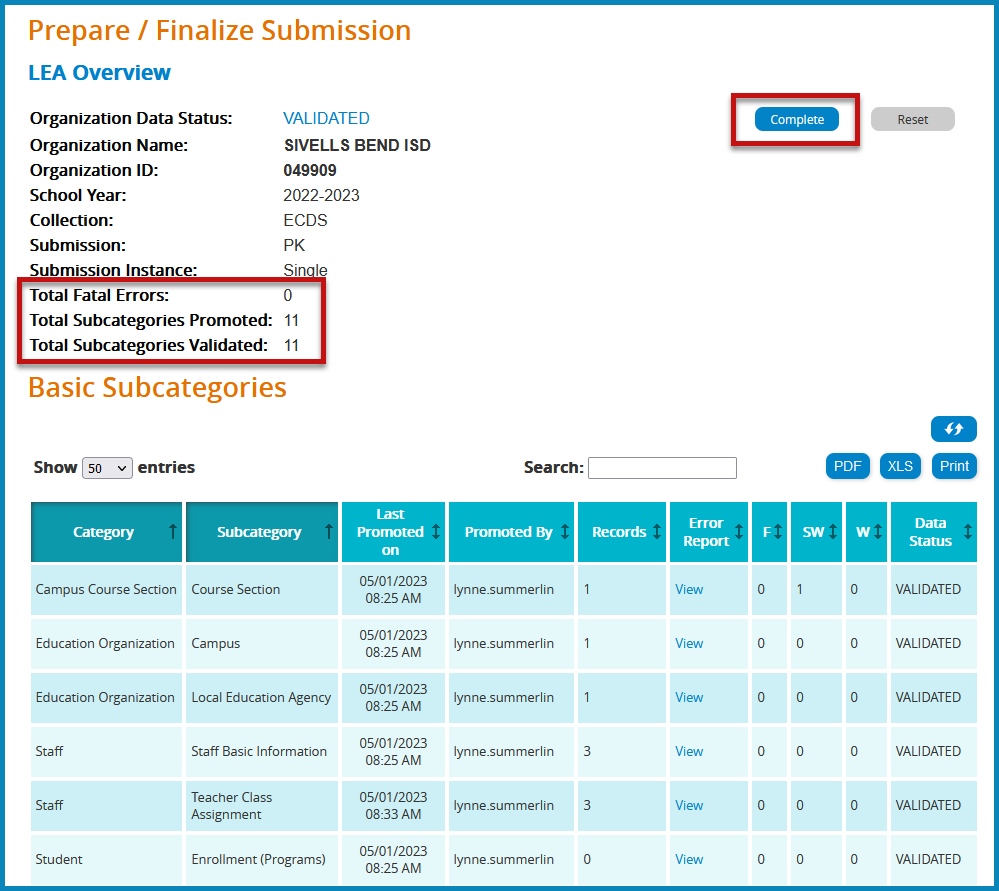 Prepare / Finalize Submission
LEA Overview
Organization Data Status: VALIDATED
Complete Reset
Organization Name: SIVELLS BEND ISD
Organization ID: 049909
School Year: 2022-2023
Collection: ECDS
Submission: PK
Submission Instance: Single
Total Fatal Errors: 0
Total Subcategories Promoted: 11
Total Subcategories Validated: 11
Basic Subcategories
Show 50 entries Search: PDF XLS Print
Category Subcategory Last Promoted on Promoted By Records Error Report F SW W Data Status
Campus Course Section Course Section 05/01/2023 08:25 AM lynne.summerlin 1 View 0 1 0 VALIDATED
Education Organization Campus 05/01/2023 08:25 AM lynne.summerlin 1 View 0 0 0 VALIDATED
Education Organization Local Education Agency 05/01/2023 08:25 AM lynne.summerlin 1 View 0 0 0 VALIDATED
Staff Staff Basic Information 05/01/2023 08:25 AM lynne.summerlin 3 View 0 0 0 VALIDATED
Staff Teacher Class Assignment 05/01/2023 08:33 AM lynne.summerlin 3 View 0 0 0 VALIDATED
Student Enrollment (Programs) 05/01/2023 08:25 AM lynne.summerlin 0 View 0 0 0 VALIDATED